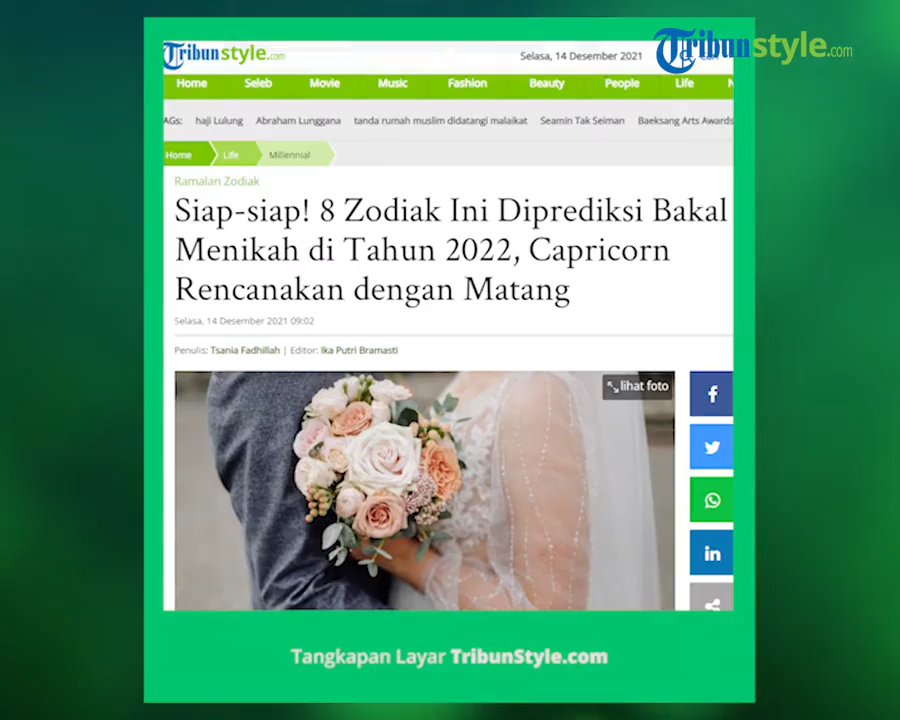 Tribunstyle.com
Selasa, 14 Desember 2021
Tribunstyle.com
Home Seleb Movie Music Fashion Beauty People Life
AGs: haji Lulung Abraham Lunggana tanda rumah muslim didatangi malaikat Seamin Tak Seiman Baeksang Arts Awards
Home Life Millennial
Ramalan Zodiak
Siap-siap! 8 Zodiak Ini Diprediksi Bakal
Menikah di Tahun 2022, Capricorn
Rencanakan dengan Matang
Selasa, 14 Desember 2021 09:02
Penulis: Tsania Fadhillah | Editor: Ika Putri Bramasti
lihat foto
f
in
Tangkapan Layar TribunStyle.com